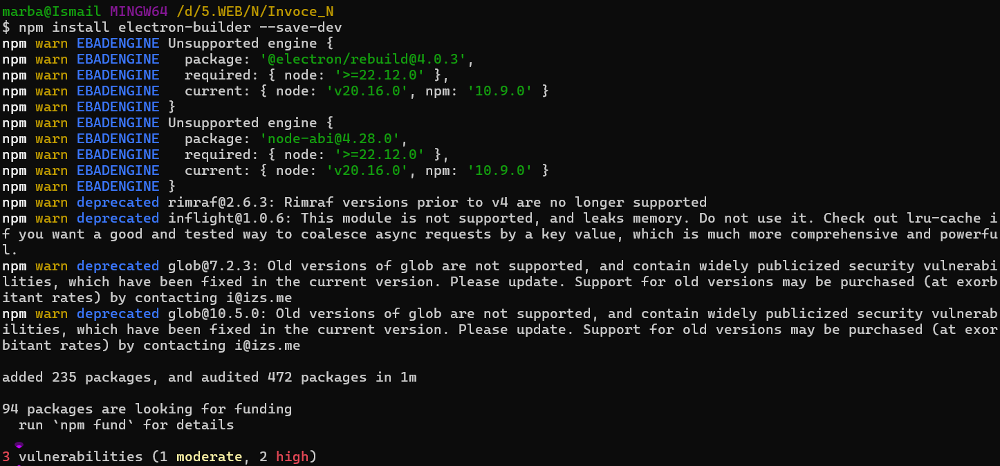 marba@Ismail MINGW64 /d/5.WEB/N/Invoce_N
$ npm install electron-builder --save-dev
npm warn EBADENGINE Unsupported engine {
npm warn EBADENGINE   package: '@electron/rebuild@4.0.3',
npm warn EBADENGINE   required: { node: '>=22.12.0' },
npm warn EBADENGINE   current: { node: 'v20.16.0', npm: '10.9.0' }
npm warn EBADENGINE }
npm warn EBADENGINE Unsupported engine {
npm warn EBADENGINE   package: 'node-abi@4.28.0',
npm warn EBADENGINE   required: { node: '>=22.12.0' },
npm warn EBADENGINE   current: { node: 'v20.16.0', npm: '10.9.0' }
npm warn EBADENGINE }
npm warn deprecated rimraf@2.6.3: Rimraf versions prior to v4 are no longer supported
npm warn deprecated inflight@1.0.6: This module is not supported, and leaks memory. Do not use it. Check out lru-cache i
f you want a good and tested way to coalesce async requests by a key value, which is much more comprehensive and powerfu
l.
npm warn deprecated glob@7.2.3: Old versions of glob are not supported, and contain widely publicized security vulnerabi
lities, which have been fixed in the current version. Please update. Support for old versions may be purchased (at exorb
itant rates) by contacting i@izs.me
npm warn deprecated glob@10.5.0: Old versions of glob are not supported, and contain widely publicized security vulnerab
ilities, which have been fixed in the current version. Please update. Support for old versions may be purchased (at exor
bitant rates) by contacting i@izs.me
added 235 packages, and audited 472 packages in 1m
94 packages are looking for funding
  run `npm fund` for details
3 vulnerabilities (1 moderate, 2 high)